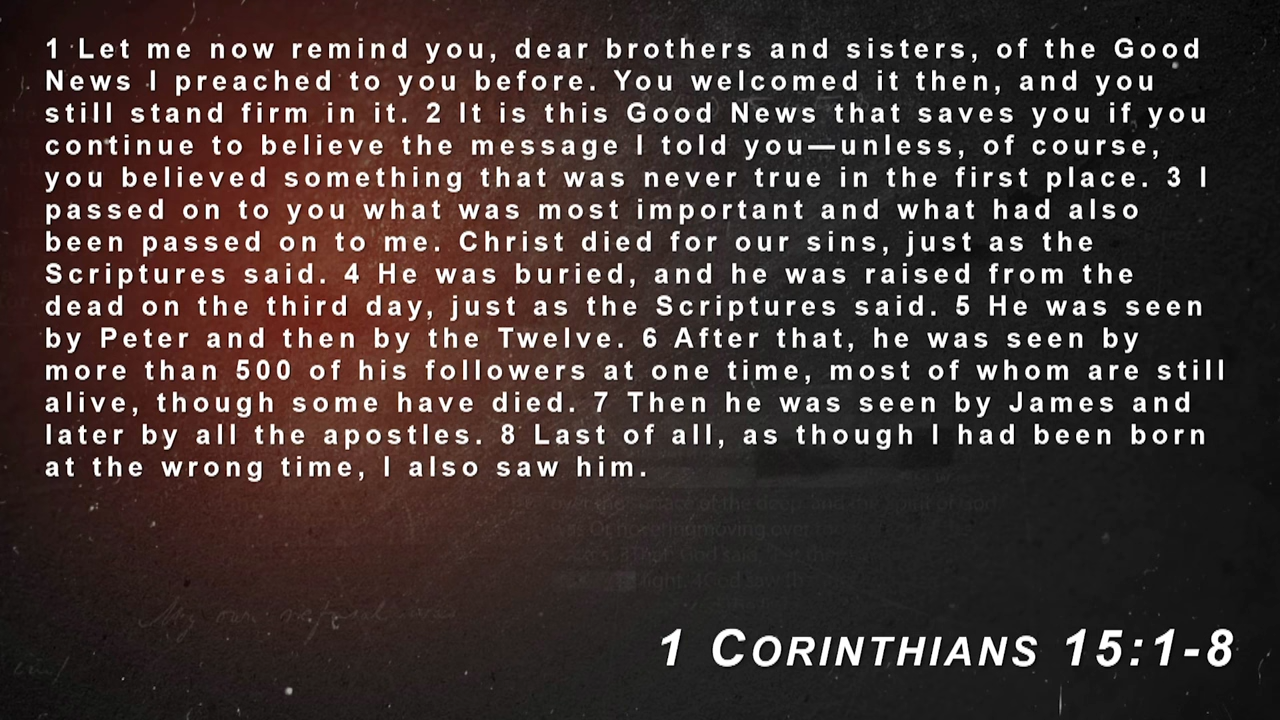 1 Let me now remind you, dear brothers and sisters, of the Good
News I preached to you before. You welcomed it then, and you
still stand firm in it. 2 It is this Good News that saves you if you
continue to believe the message I told you—unless, of course,
you believed something that was never true in the first place. 3 I
passed on to you what was most important and what had also
been passed on to me. Christ died for our sins, just as the
Scriptures said. 4 He was buried, and he was raised from the
dead on the third day, just as the Scriptures said. 5 He was seen
by Peter and then by the Twelve. 6 After that, he was seen by
more than 500 of his followers at one time, most of whom are still
alive, though some have died. 7 Then he was seen by James and
later by all the apostles. 8 Last of all, as though I had been born
at the wrong time, I also saw him.
1 Corinthians 15:1-8